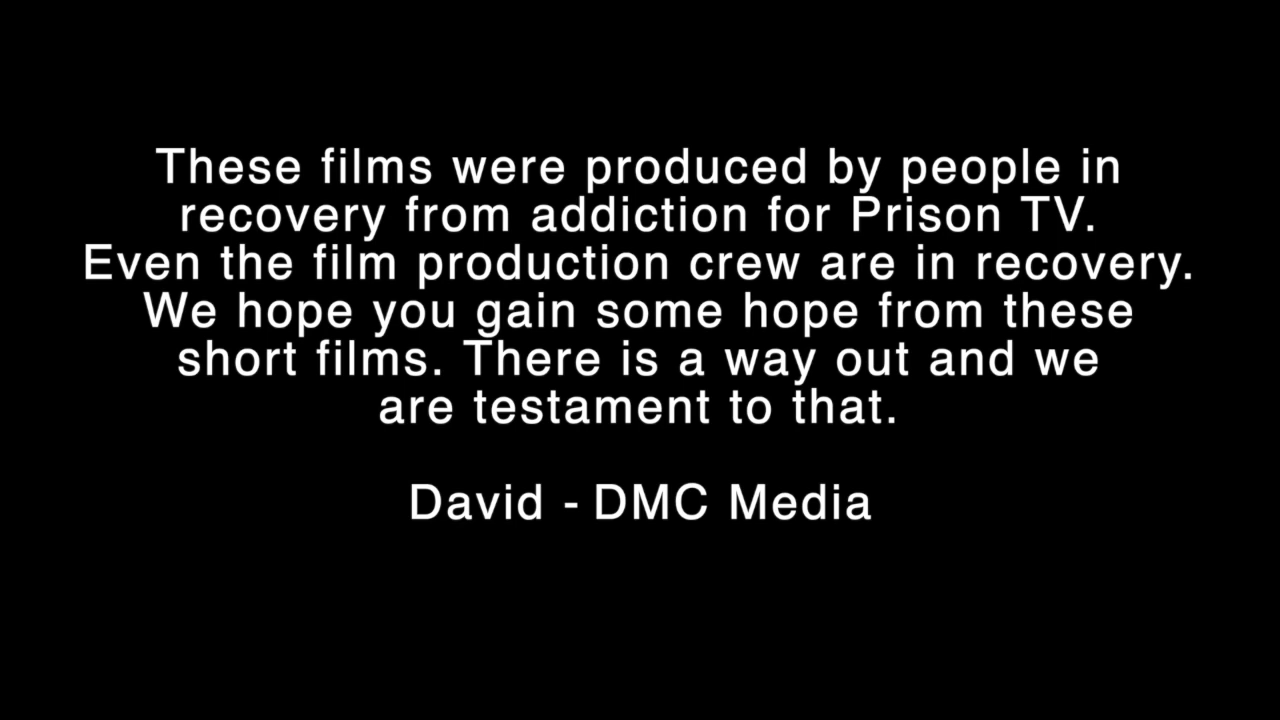 These films were produced by people in
recovery from addiction for Prison TV.
Even the film production crew are in recovery.
We hope you gain some hope from these
short films. There is a way out and we
are testament to that.
David - DMC Media